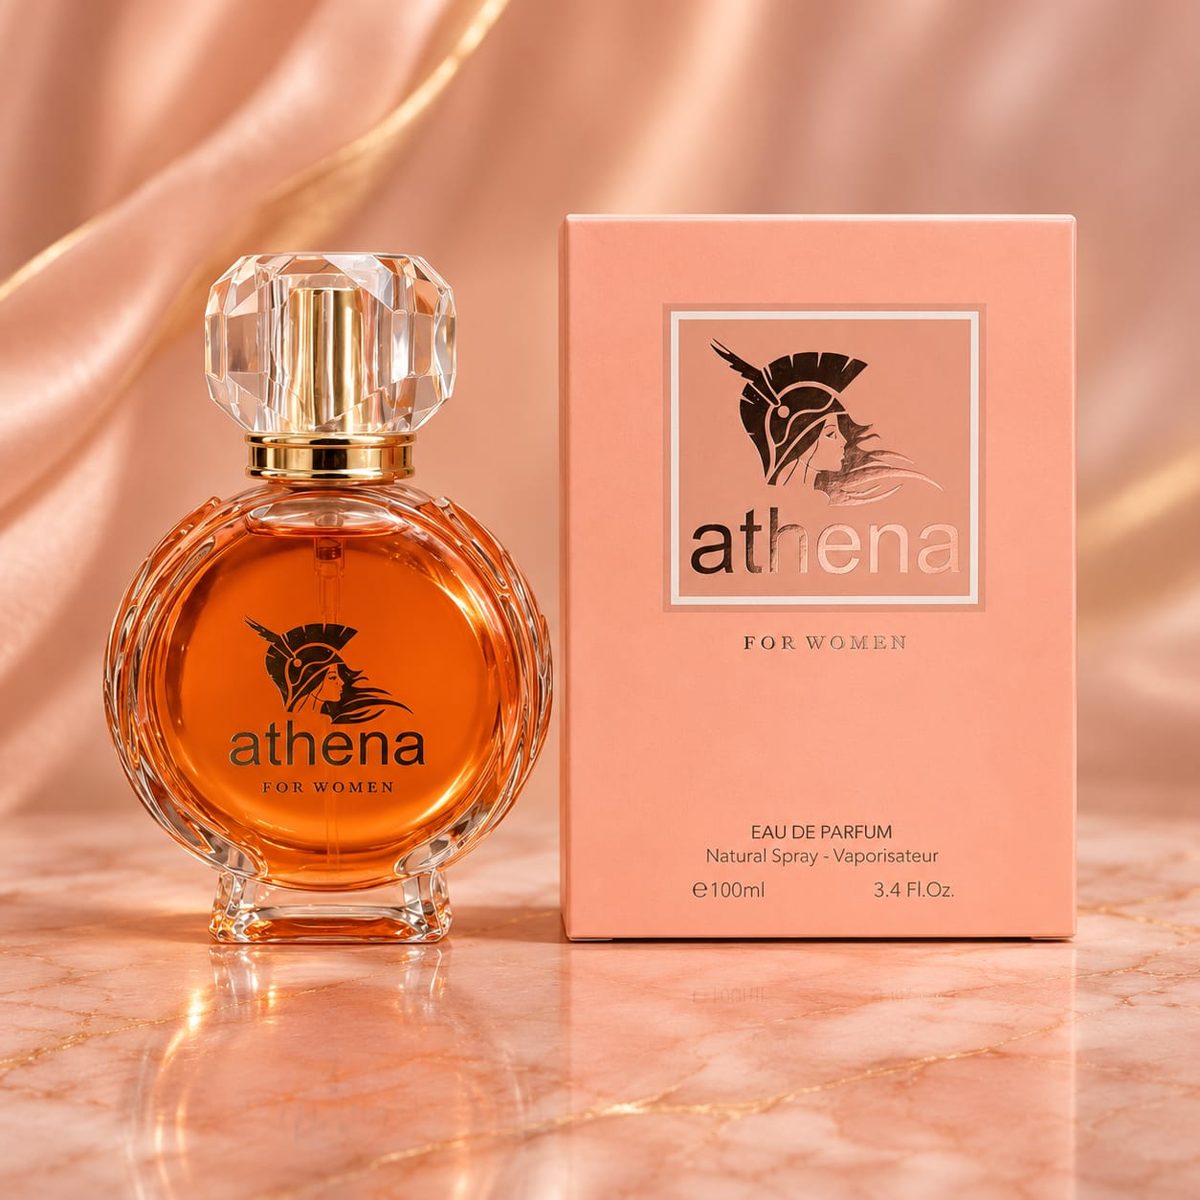 athena
FOR WOMEN
athena
FOR WOMEN
EAU DE PARFUM
Natural Spray - Vaporisateur
℮100ml 3.4 Fl.Oz.